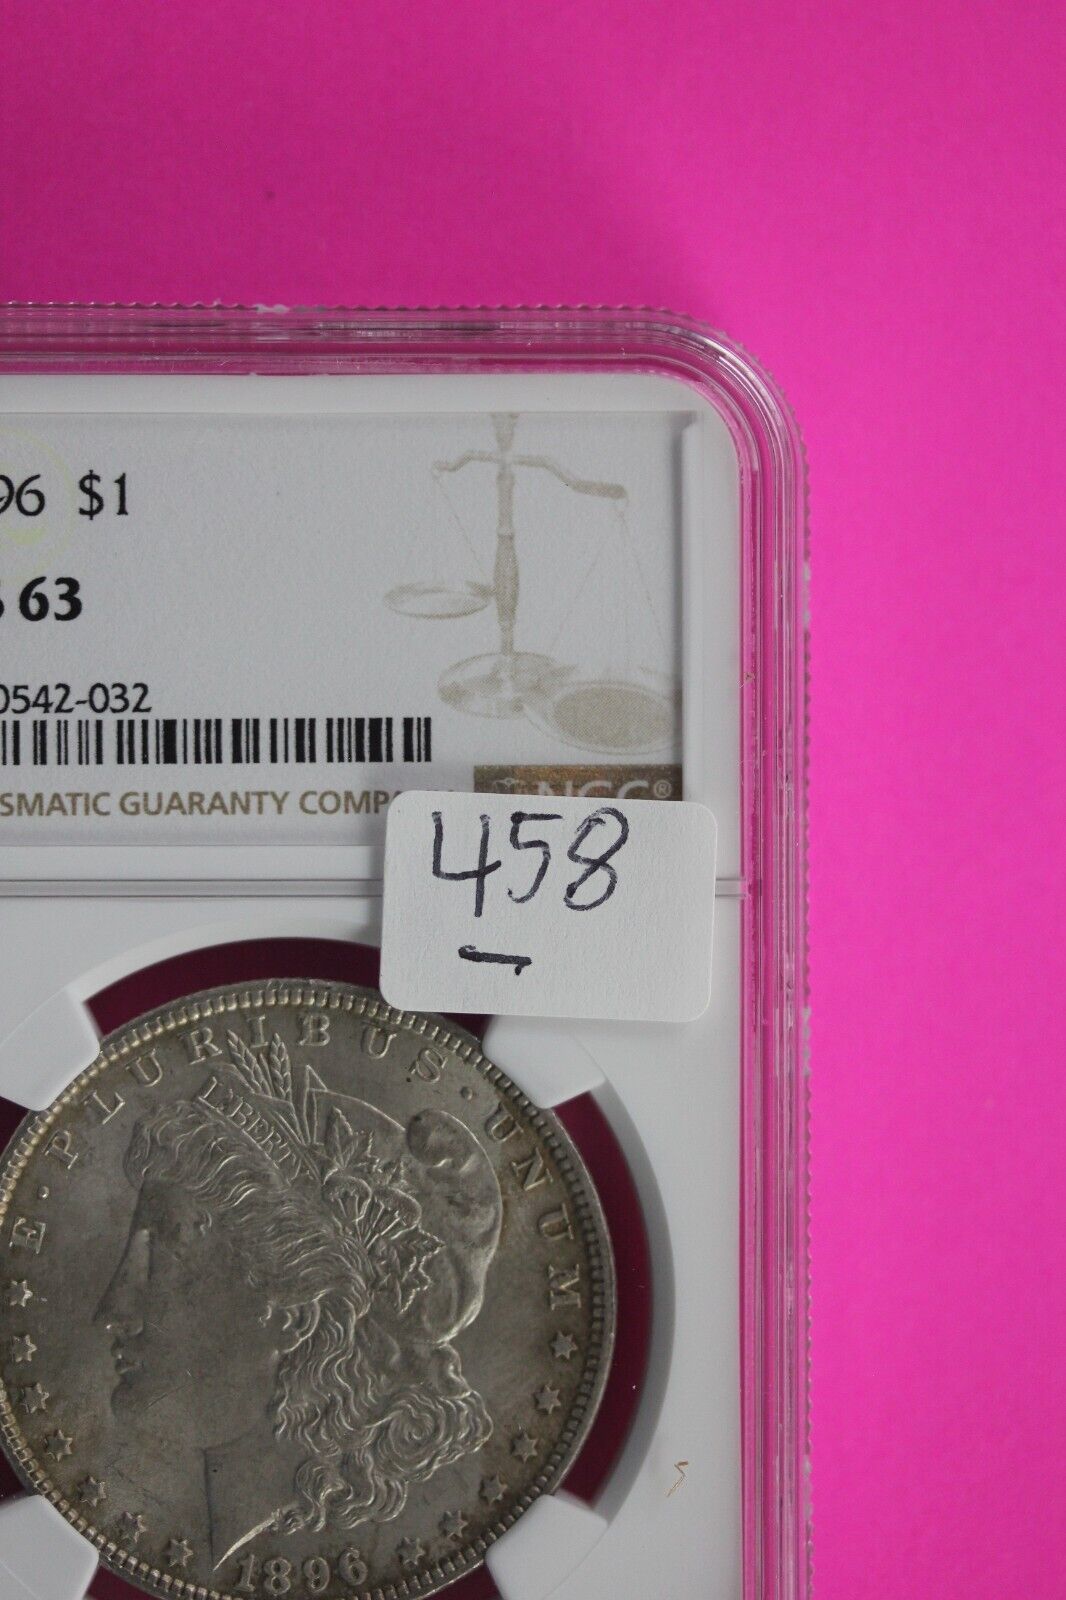 96 $1
63
0542-032
SMATIC GUARANTY COMP
NGC®
458
E · PLURIBUS · UNUM
LIBERTY
1896